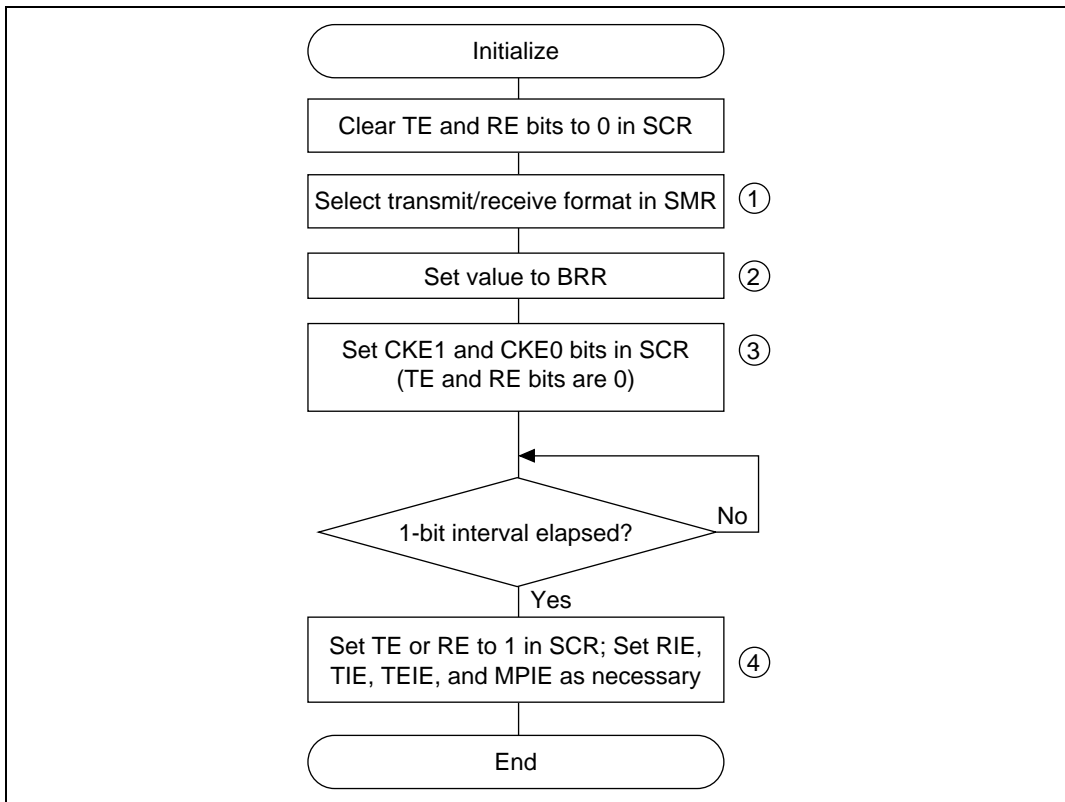 Initialize
Clear TE and RE bits to 0 in SCR
Select transmit/receive format in SMR
1
Set value to BRR
2
Set CKE1 and CKE0 bits in SCR
(TE and RE bits are 0)
3
1-bit interval elapsed?
No
Yes
Set TE or RE to 1 in SCR; Set RIE,
TIE, TEIE, and MPIE as necessary
4
End